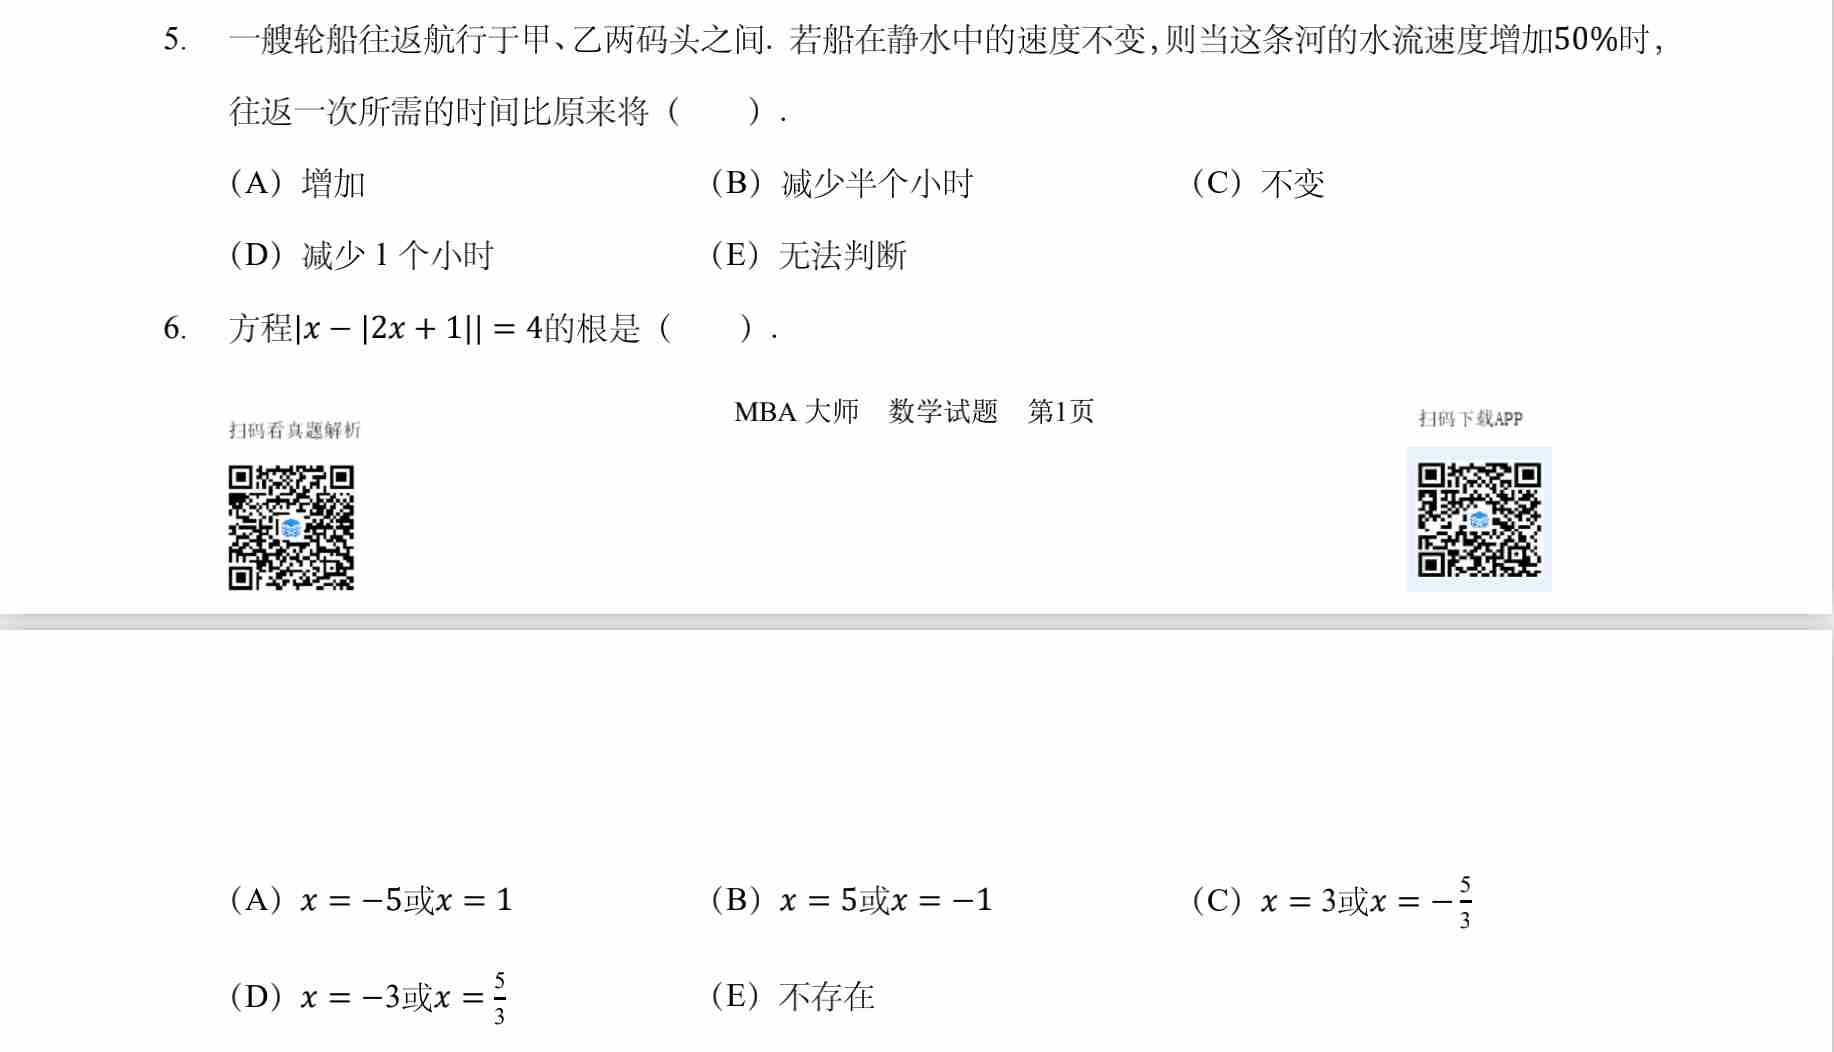 5. 一艘轮船往返航行于甲、乙两码头之间. 若船在静水中的速度不变,则当这条河的水流速度增加50%时,
往返一次所需的时间比原来将（  ）.
（A）增加 （B）减少半个小时 （C）不变
（D）减少 1 个小时 （E）无法判断
6. 方程|x − |2x + 1|| = 4的根是（  ）.
MBA 大师 数学试题 第1页
扫码看真题解析
扫码下载APP
（A）x = −5或x = 1 （B）x = 5或x = −1 （C）x = 3或x = −5/3
（D）x = −3或x = 5/3 （E）不存在